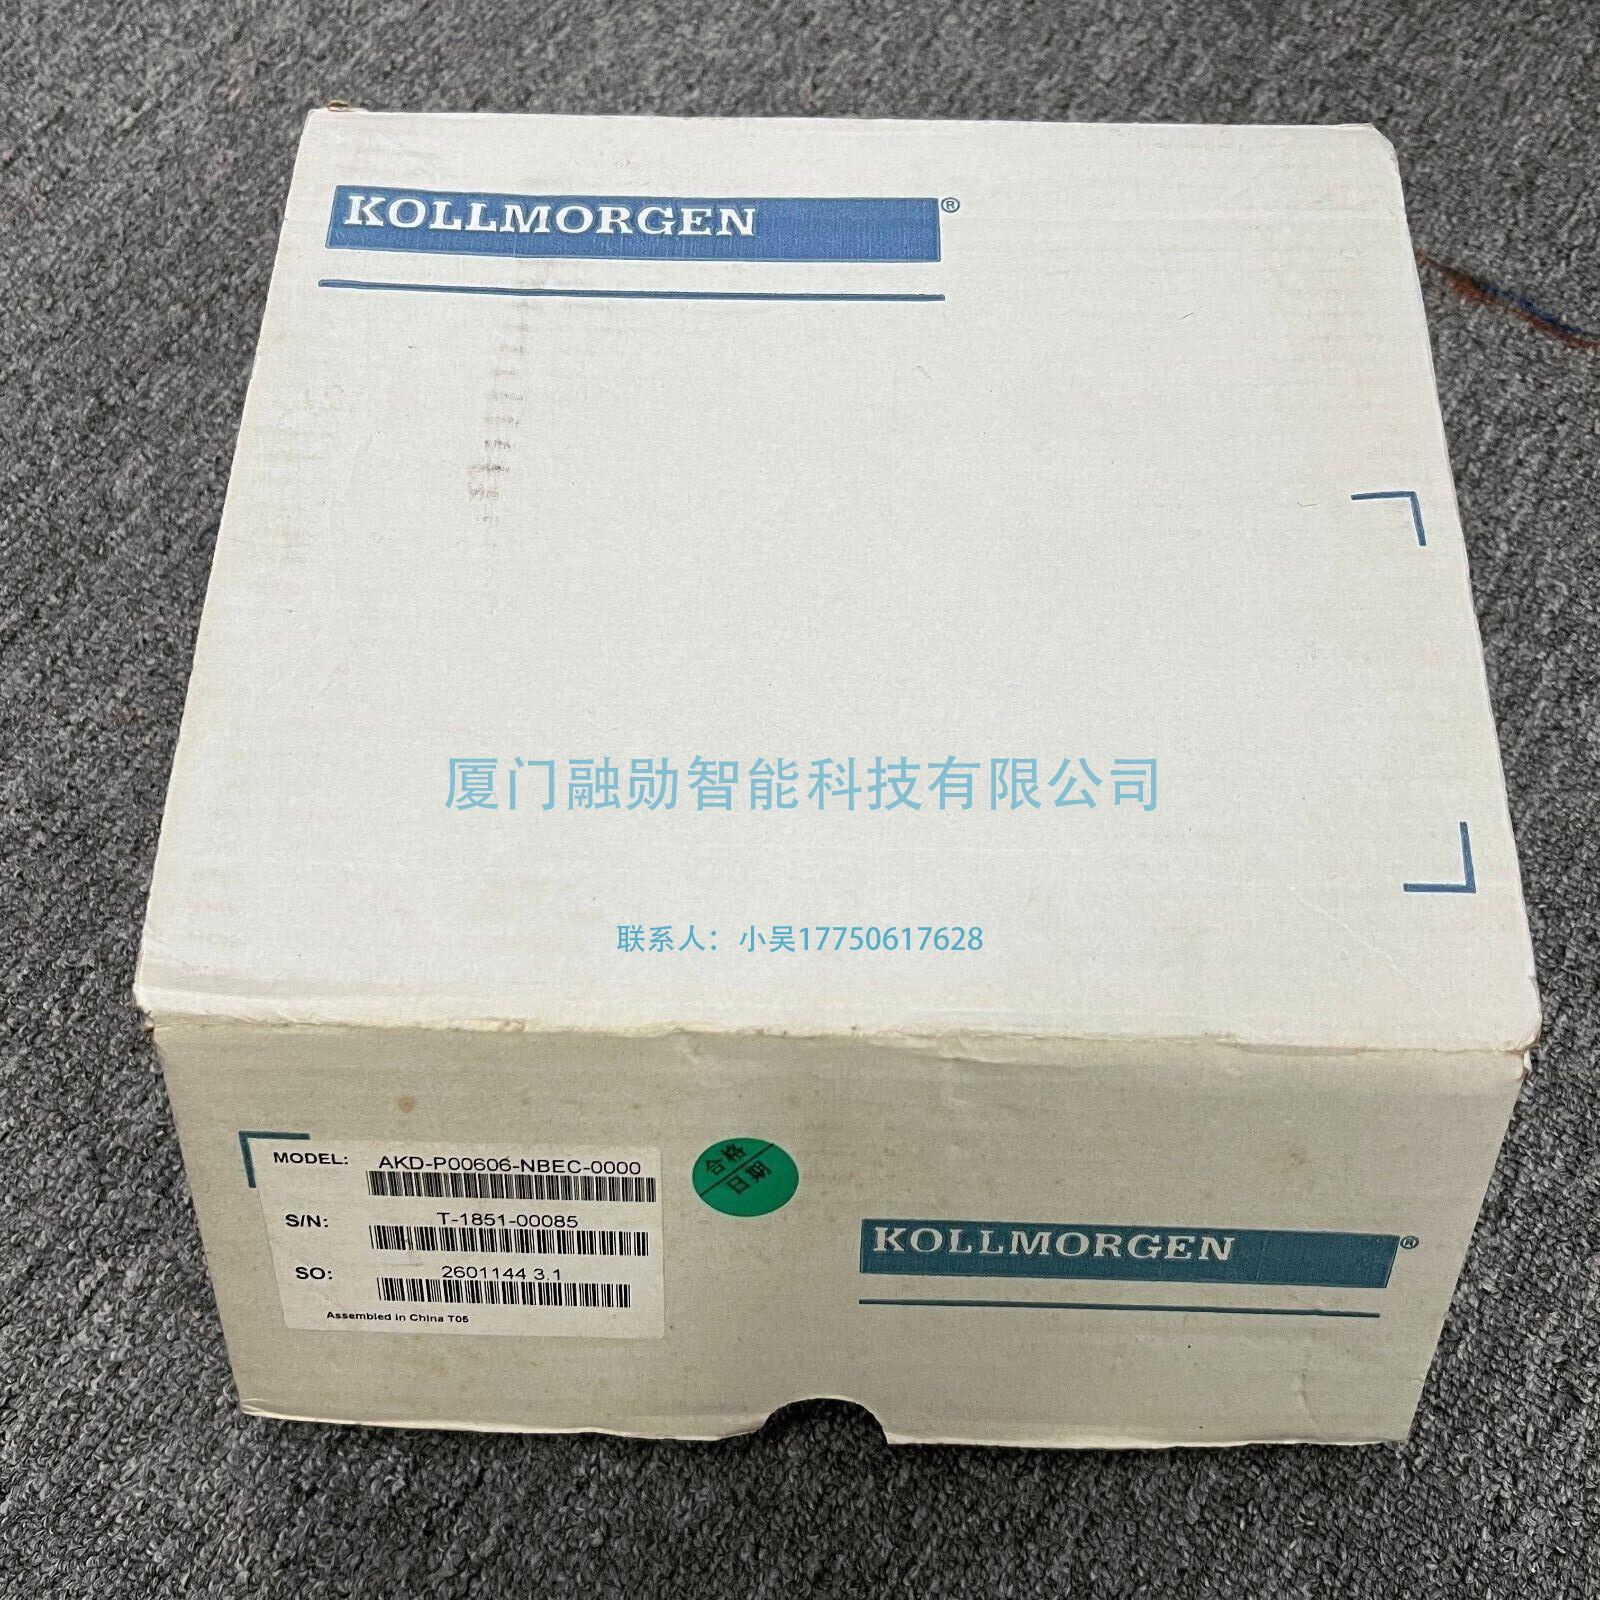 KOLLMORGEN®
厦门融勋智能科技有限公司
联系人：小吴17750617628
MODEL: AKD-P00606-NBEC-0000
S/N: T-1851-00085
SO: 2601144 3.1
Assembled in China T05
合格
日期
KOLLMORGEN®